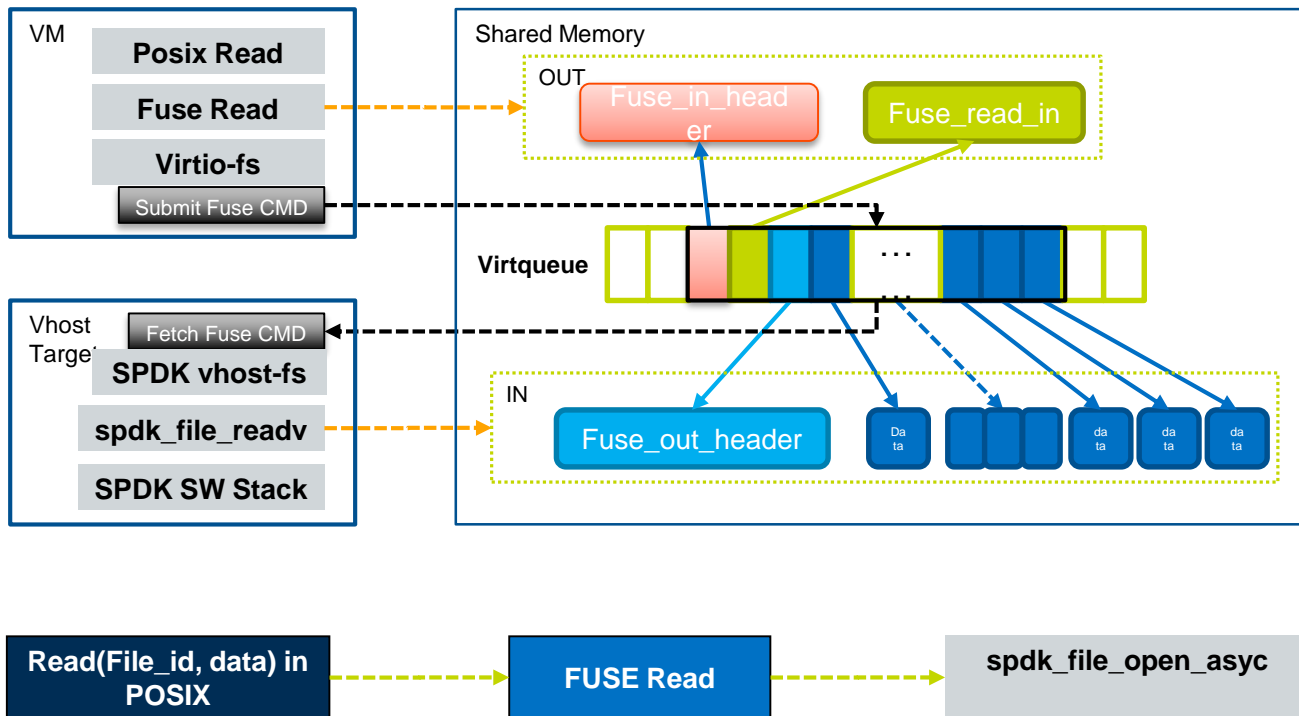 VM
Posix Read
Fuse Read
Virtio-fs
Submit Fuse CMD
Shared Memory
OUT
Fuse_in_head
er
Fuse_read_in
Virtqueue
...
...
Vhost
Target
Fetch Fuse CMD
SPDK vhost-fs
spdk_file_readv
SPDK SW Stack
IN
Fuse_out_header
Da
ta
da
ta
da
ta
da
ta
Read(File_id, data) in
POSIX
FUSE Read
spdk_file_open_asyc